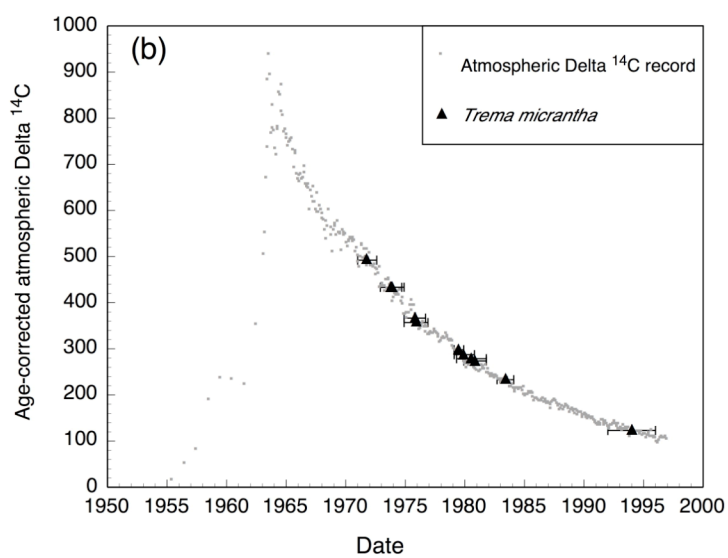 (b)
Atmospheric Delta ¹⁴C record
Trema micrantha
Age-corrected atmospheric Delta ¹⁴C
1000
900
800
700
600
500
400
300
200
100
0
1950 1955 1960 1965 1970 1975 1980 1985 1990 1995 2000
Date